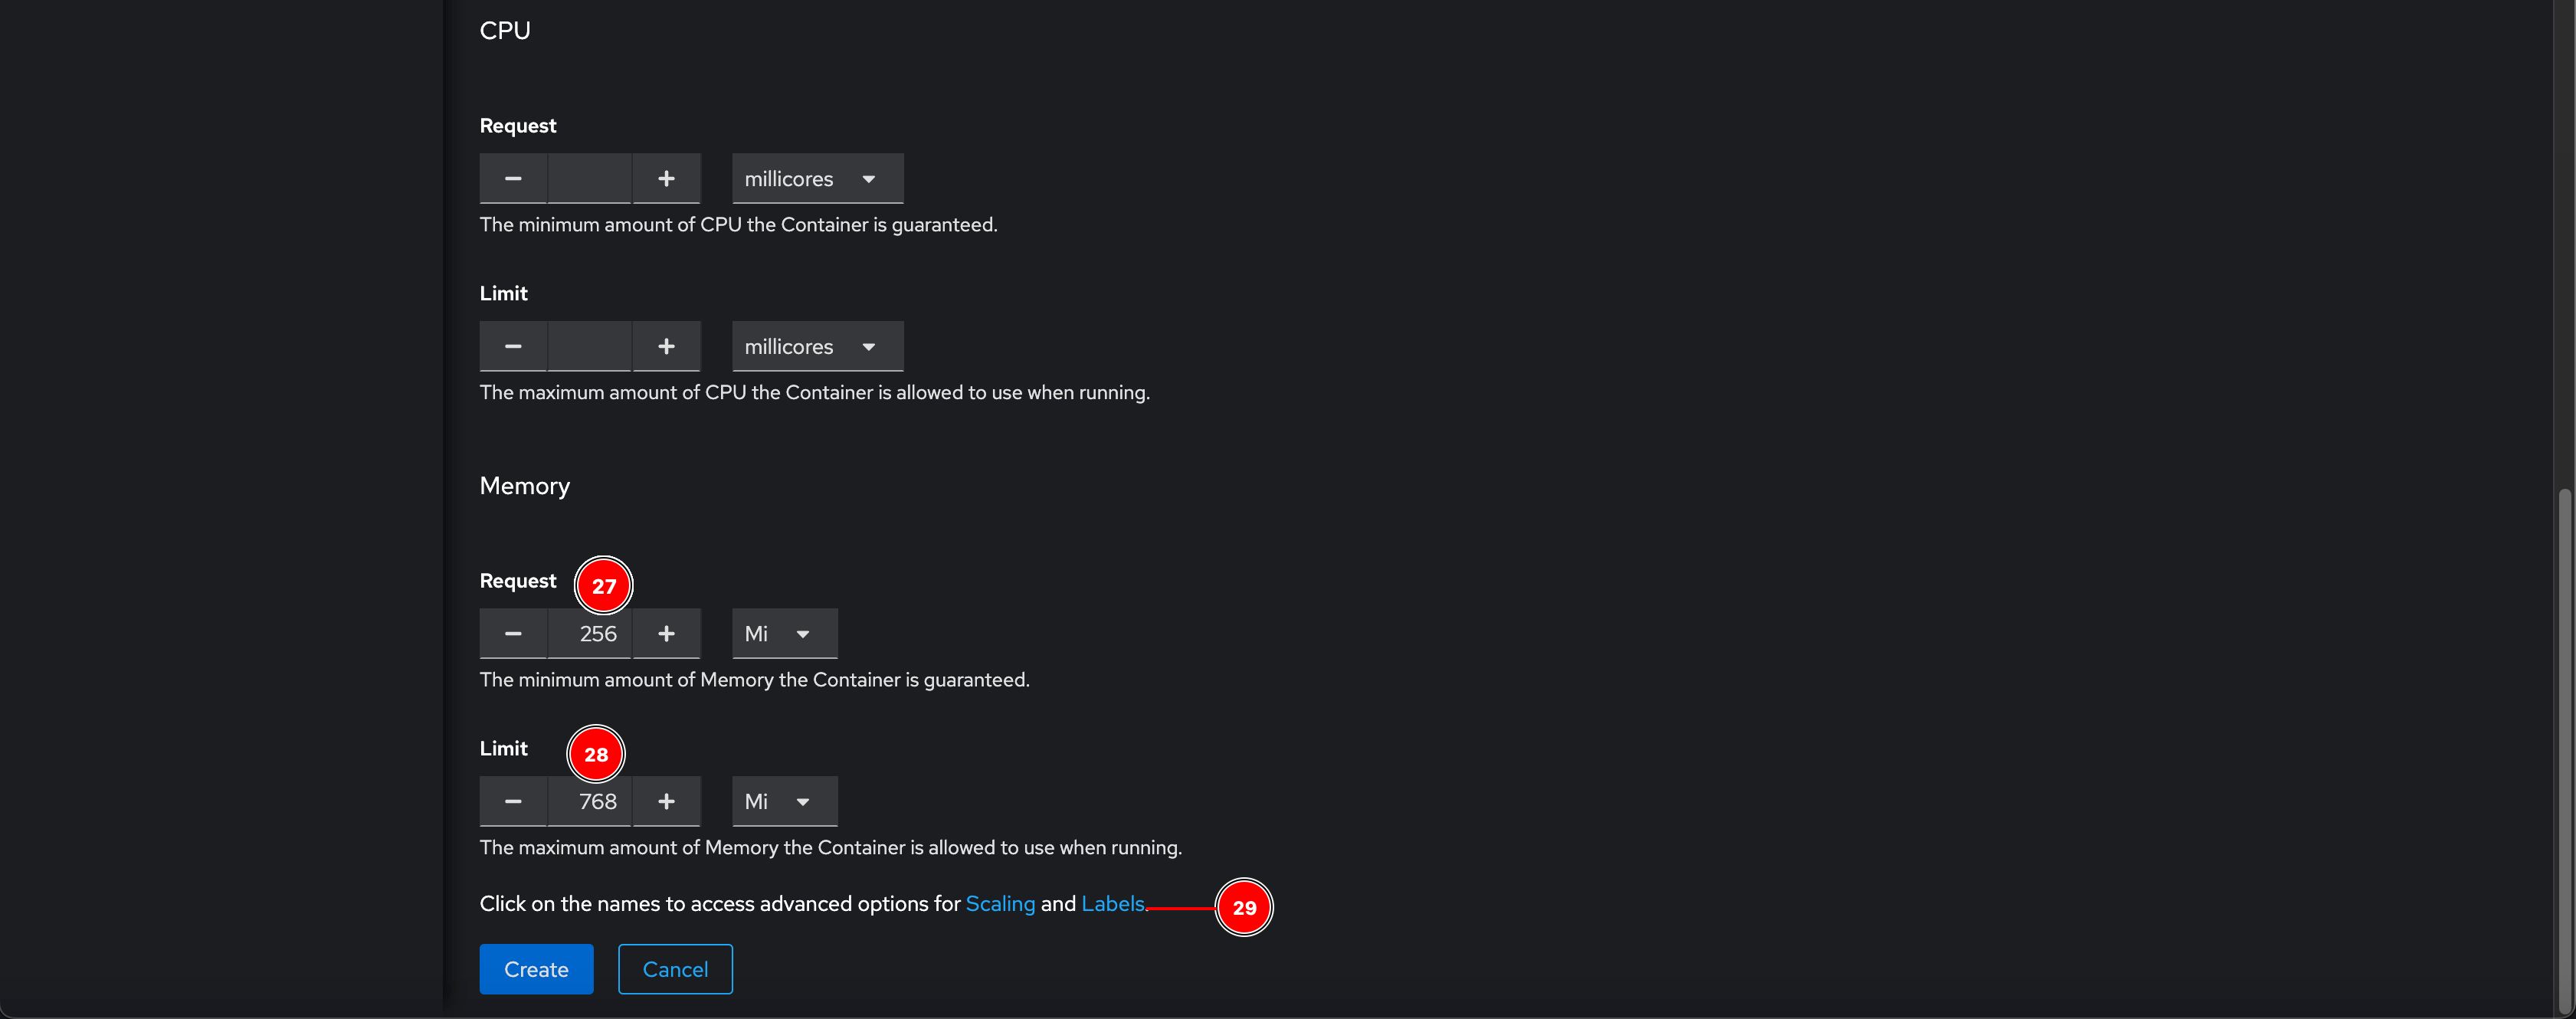 CPU
Request
millicores
The minimum amount of CPU the Container is guaranteed.
Limit
millicores
The maximum amount of CPU the Container is allowed to use when running.
Memory
Request 27
256 Mi
The minimum amount of Memory the Container is guaranteed.
Limit 28
768 Mi
The maximum amount of Memory the Container is allowed to use when running.
Click on the names to access advanced options for Scaling and Labels. 29
Create Cancel